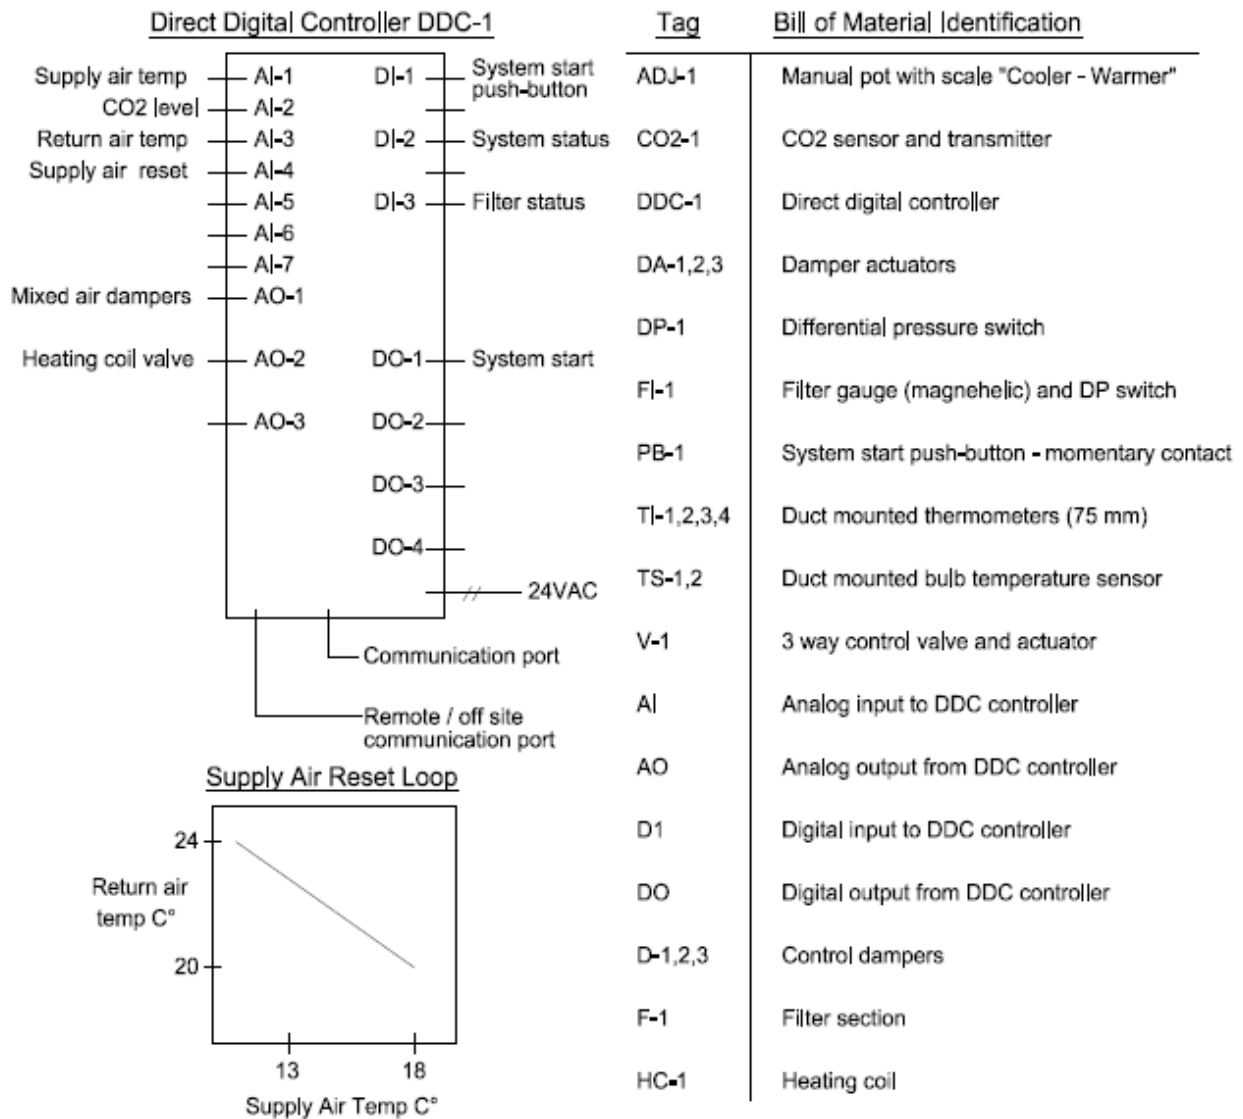 Direct Digital Controller DDC-1
Supply air temp
AI-1
DI-1
System start
push-button
CO2 level
AI-2
Return air temp
AI-3
DI-2
System status
Supply air reset
AI-4
AI-5
DI-3
Filter status
AI-6
AI-7
Mixed air dampers
AO-1
Heating coil valve
AO-2
DO-1
System start
AO-3
DO-2
DO-3
DO-4
24VAC
Communication port
Remote / off site
communication port
Supply Air Reset Loop
24
Return air
temp C°
20
13
18
Supply Air Temp C°
Tag
Bill of Material Identification
ADJ-1
Manual pot with scale "Cooler - Warmer"
CO2-1
CO2 sensor and transmitter
DDC-1
Direct digital controller
DA-1,2,3
Damper actuators
DP-1
Differential pressure switch
FI-1
Filter gauge (magnehelic) and DP switch
PB-1
System start push-button - momentary contact
TI-1,2,3,4
Duct mounted thermometers (75 mm)
TS-1,2
Duct mounted bulb temperature sensor
V-1
3 way control valve and actuator
AI
Analog input to DDC controller
AO
Analog output from DDC controller
D1
Digital input to DDC controller
DO
Digital output from DDC controller
D-1,2,3
Control dampers
F-1
Filter section
HC-1
Heating coil